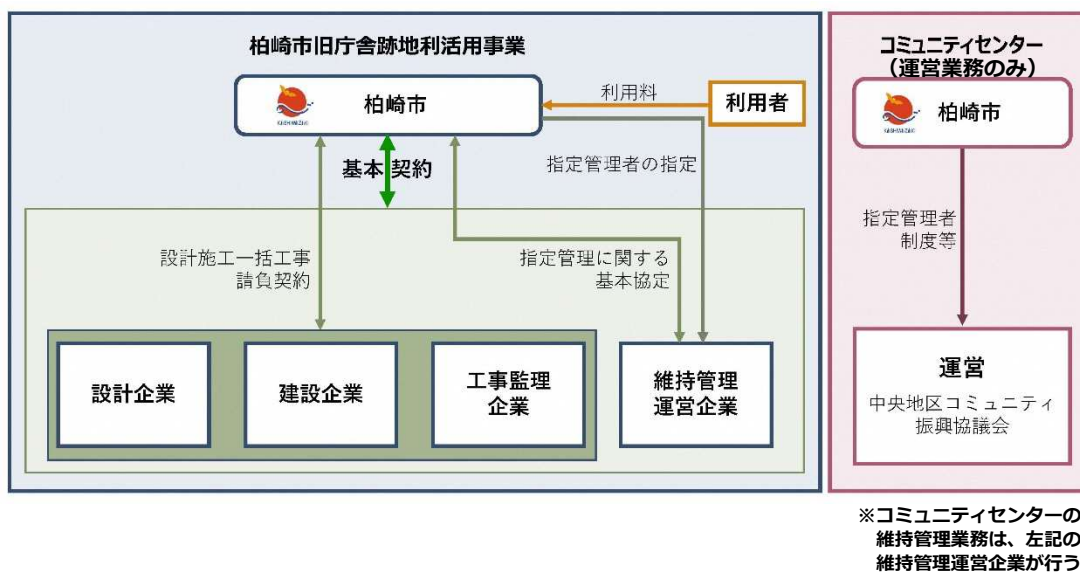 柏崎市旧庁舎跡地利活用事業
柏崎市
利用料
利用者
基本 契約
指定管理者の指定
設計施工一括工事
請負契約
指定管理に関する
基本協定
設計企業
建設企業
工事監理
企業
維持管理
運営企業
コミュニティセンター
（運営業務のみ）
柏崎市
指定管理者
制度等
運営
中央地区コミュニティ
振興協議会
※コミュニティセンターの
維持管理業務は、左記の
維持管理運営企業が行う